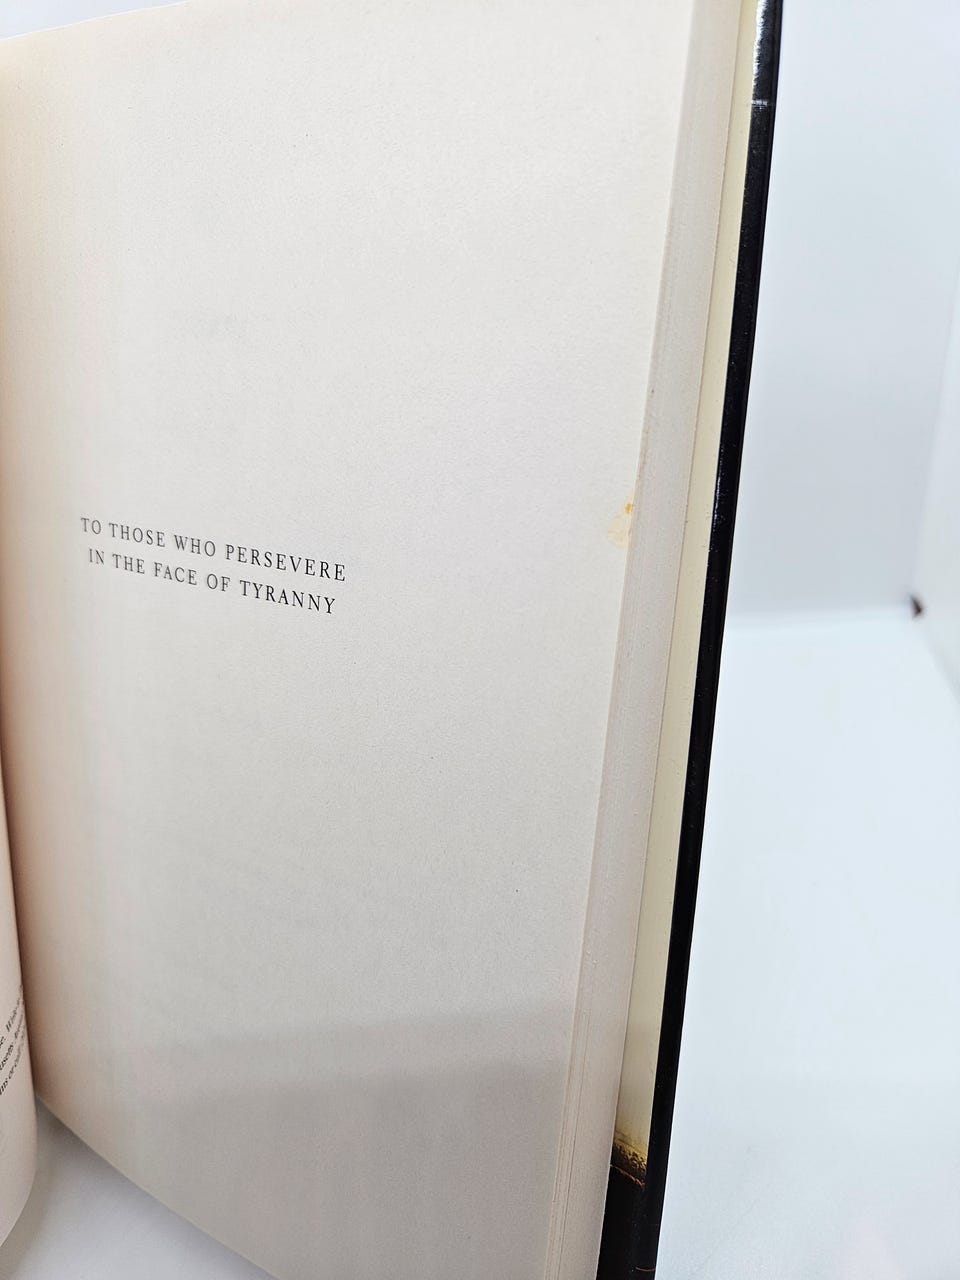 TO THOSE WHO PERSEVERE
IN THE FACE OF TYRANNY